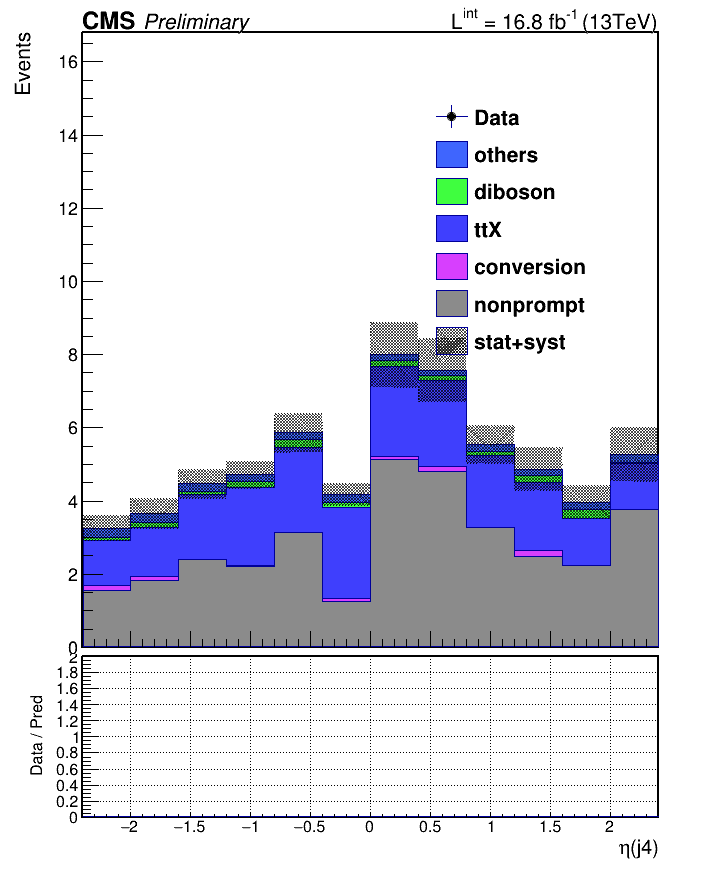 CMS Preliminary
L^int = 16.8 fb^-1 (13TeV)
Events
16
14
12
10
8
6
4
2
0
Data
others
diboson
ttX
conversion
nonprompt
stat+syst
Data / Pred
2
1.8
1.6
1.4
1.2
1
0.8
0.6
0.4
0.2
0
−2 −1.5 −1 −0.5 0 0.5 1 1.5 2
η(j4)